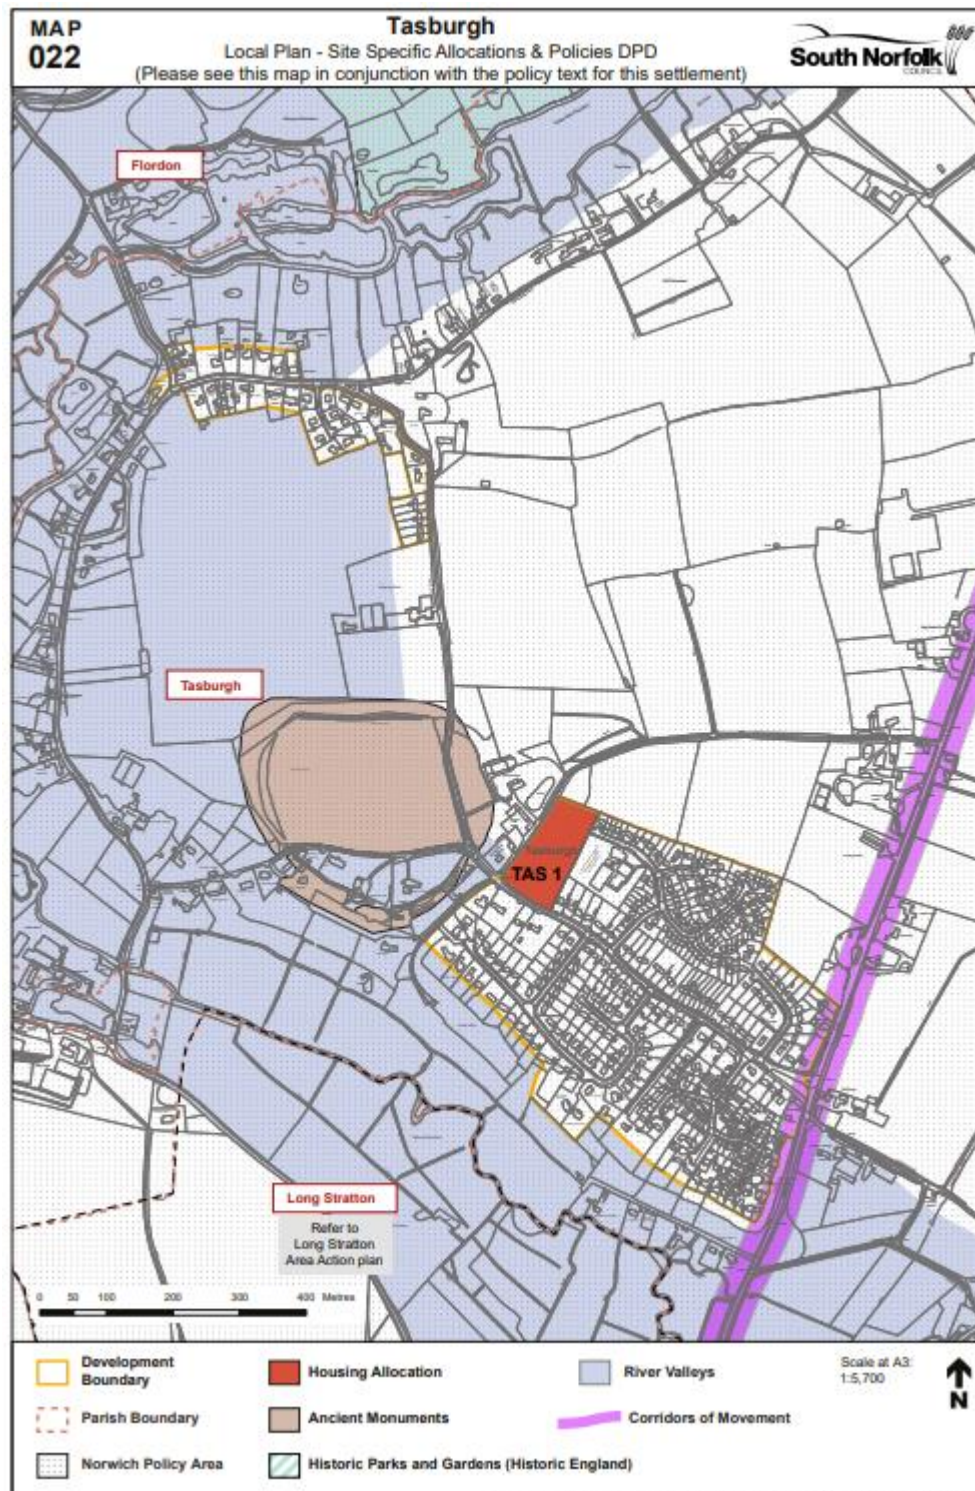 MAP
022
Tasburgh
Local Plan - Site Specific Allocations & Policies DPD
(Please see this map in conjunction with the policy text for this settlement)
South Norfolk
COUNCIL
Flordon
Tasburgh
Tasburgh
TAS 1
Long Stratton
Refer to
Long Stratton
Area Action plan
0 50 100 200 300 400 Metres
Development
Boundary
Housing Allocation
River Valleys
Scale at A3:
1:5,700
Parish Boundary
Ancient Monuments
Corridors of Movement
N
Norwich Policy Area
Historic Parks and Gardens (Historic England)